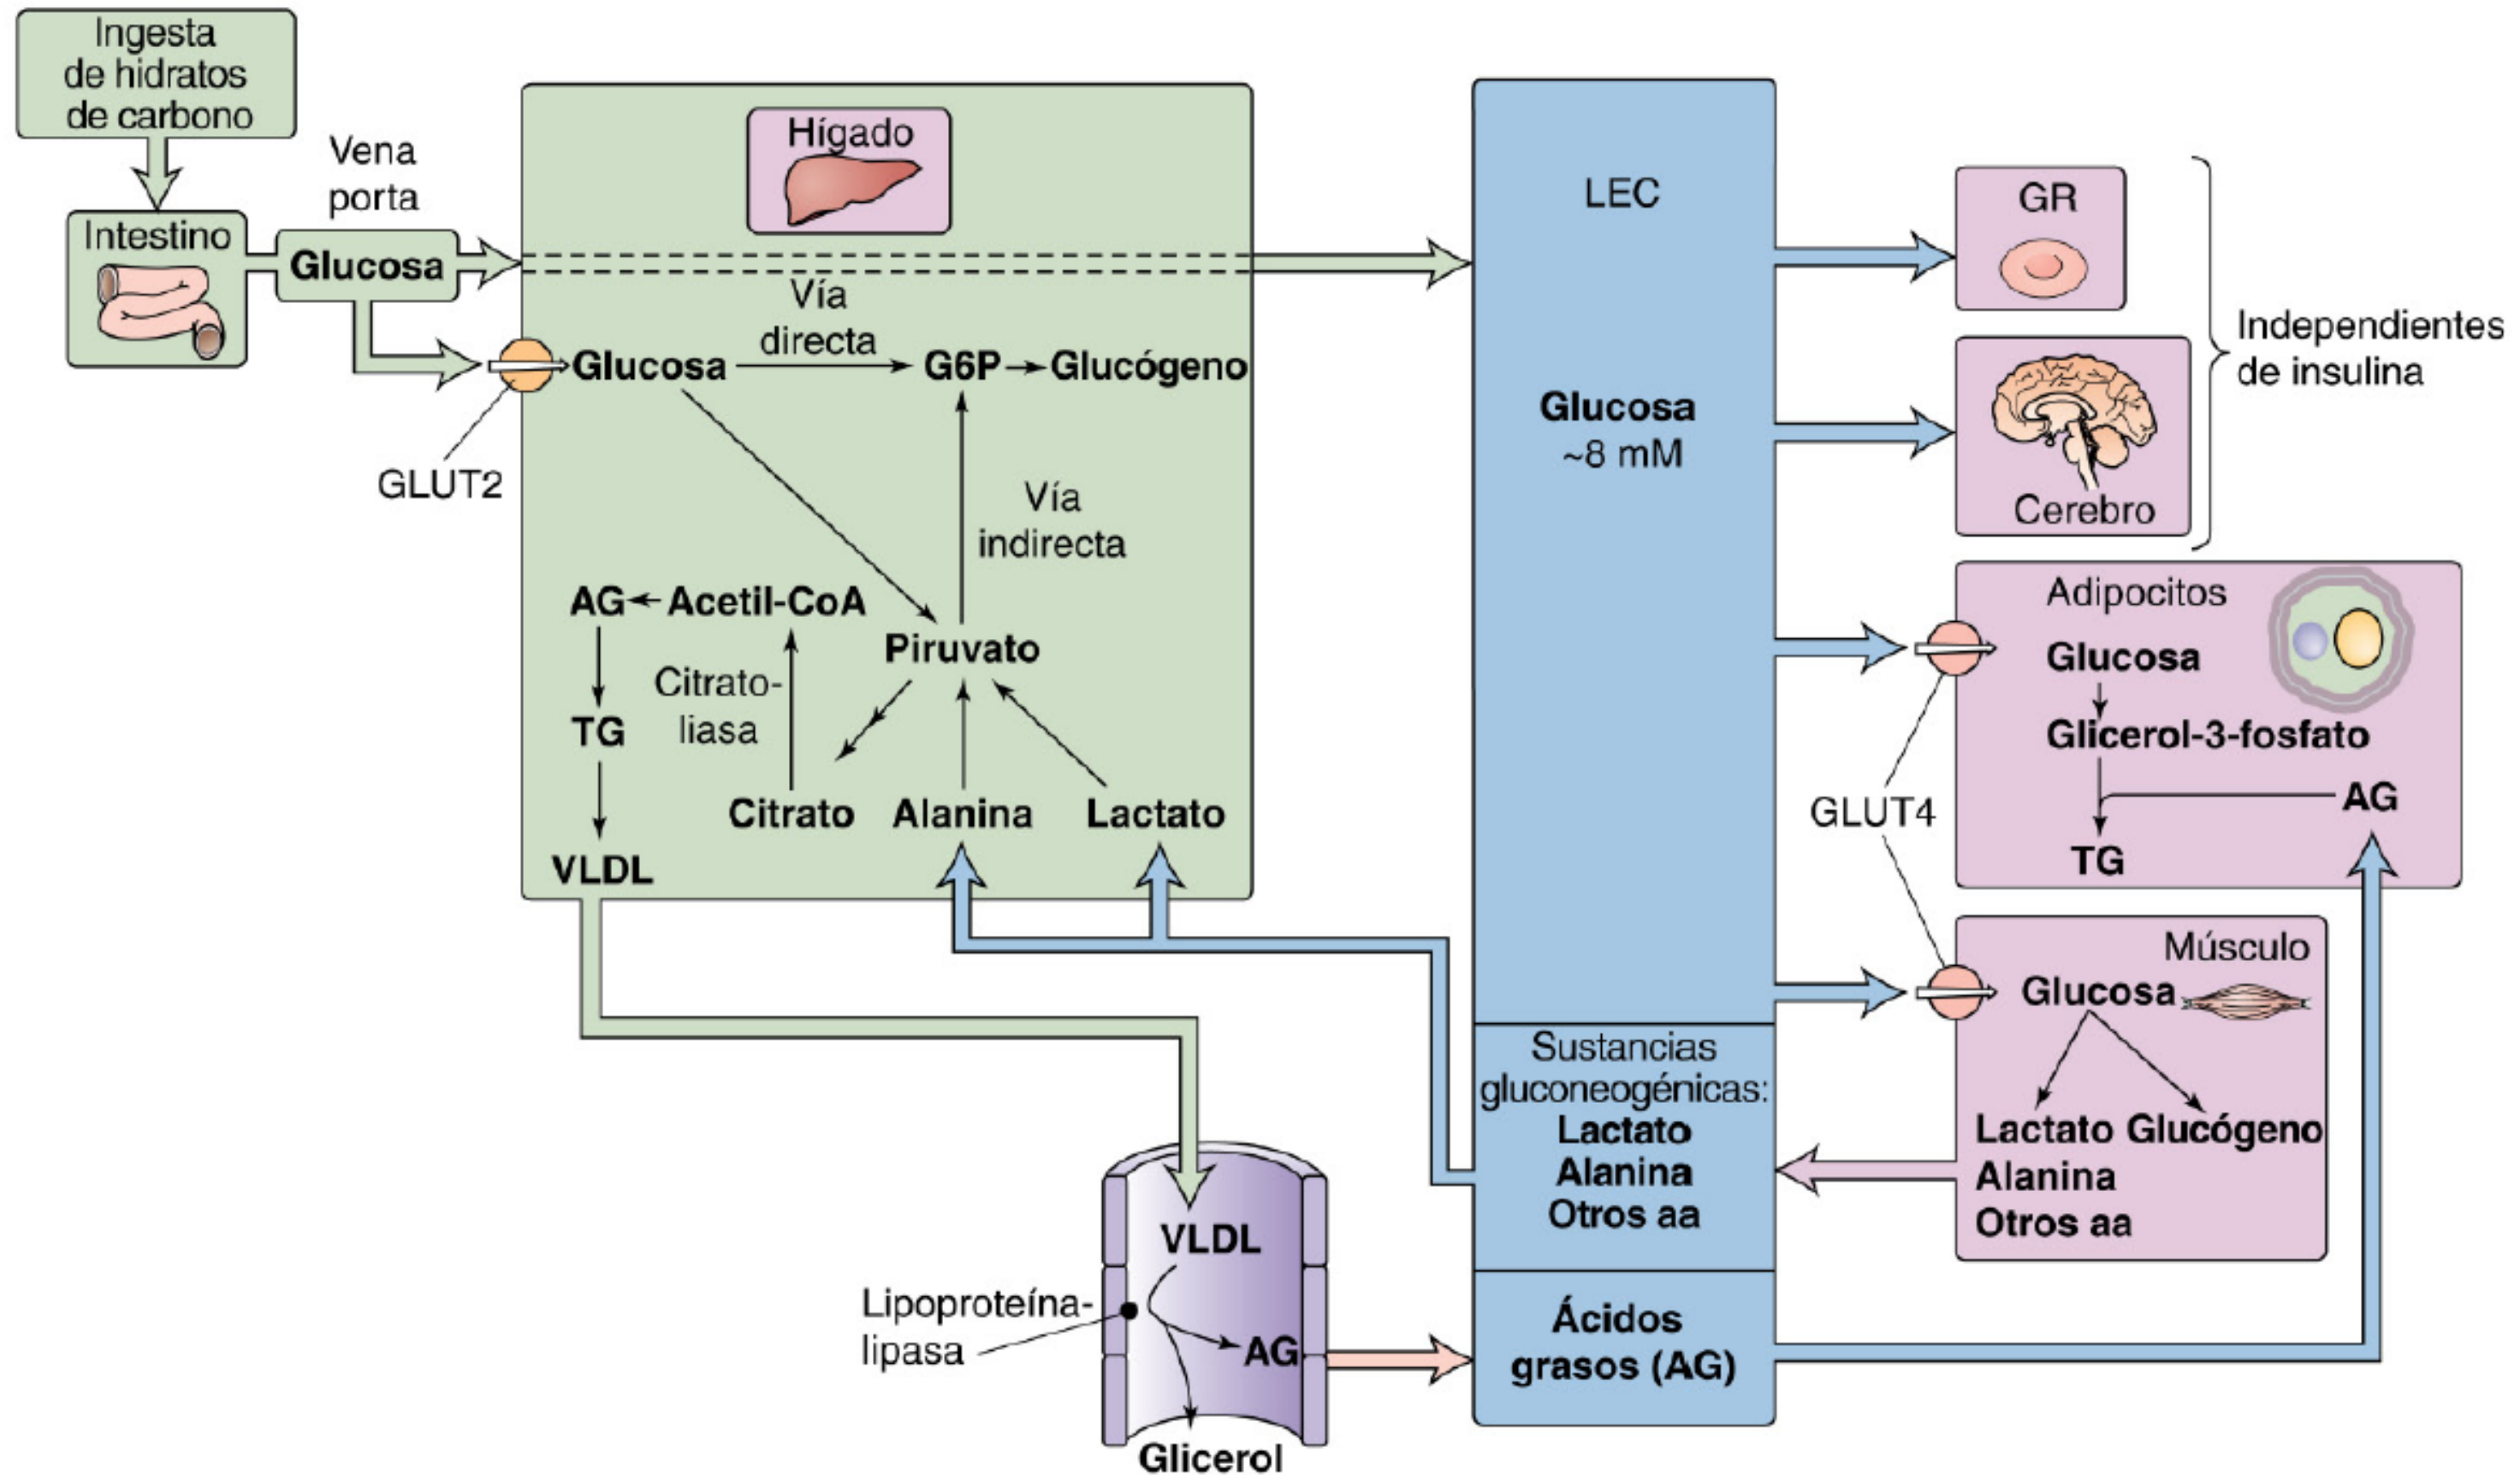 Ingesta
de hidratos
de carbono
Vena
porta
Intestino
Glucosa
Hígado
Vía
directa
Glucosa
G6P
Glucógeno
GLUT2
Vía
indirecta
AG
Acetil-CoA
Piruvato
Citrato-
liasa
TG
Citrato
Alanina
Lactato
VLDL
LEC
Glucosa
~8 mM
Sustancias
gluconeogénicas:
Lactato
Alanina
Otros aa
Ácidos
grasos (AG)
GR
Cerebro
Independientes
de insulina
Adipocitos
Glucosa
Glicerol-3-fosfato
AG
TG
GLUT4
Músculo
Glucosa
Lactato Glucógeno
Alanina
Otros aa
VLDL
Lipoproteína-
lipasa
AG
Glicerol